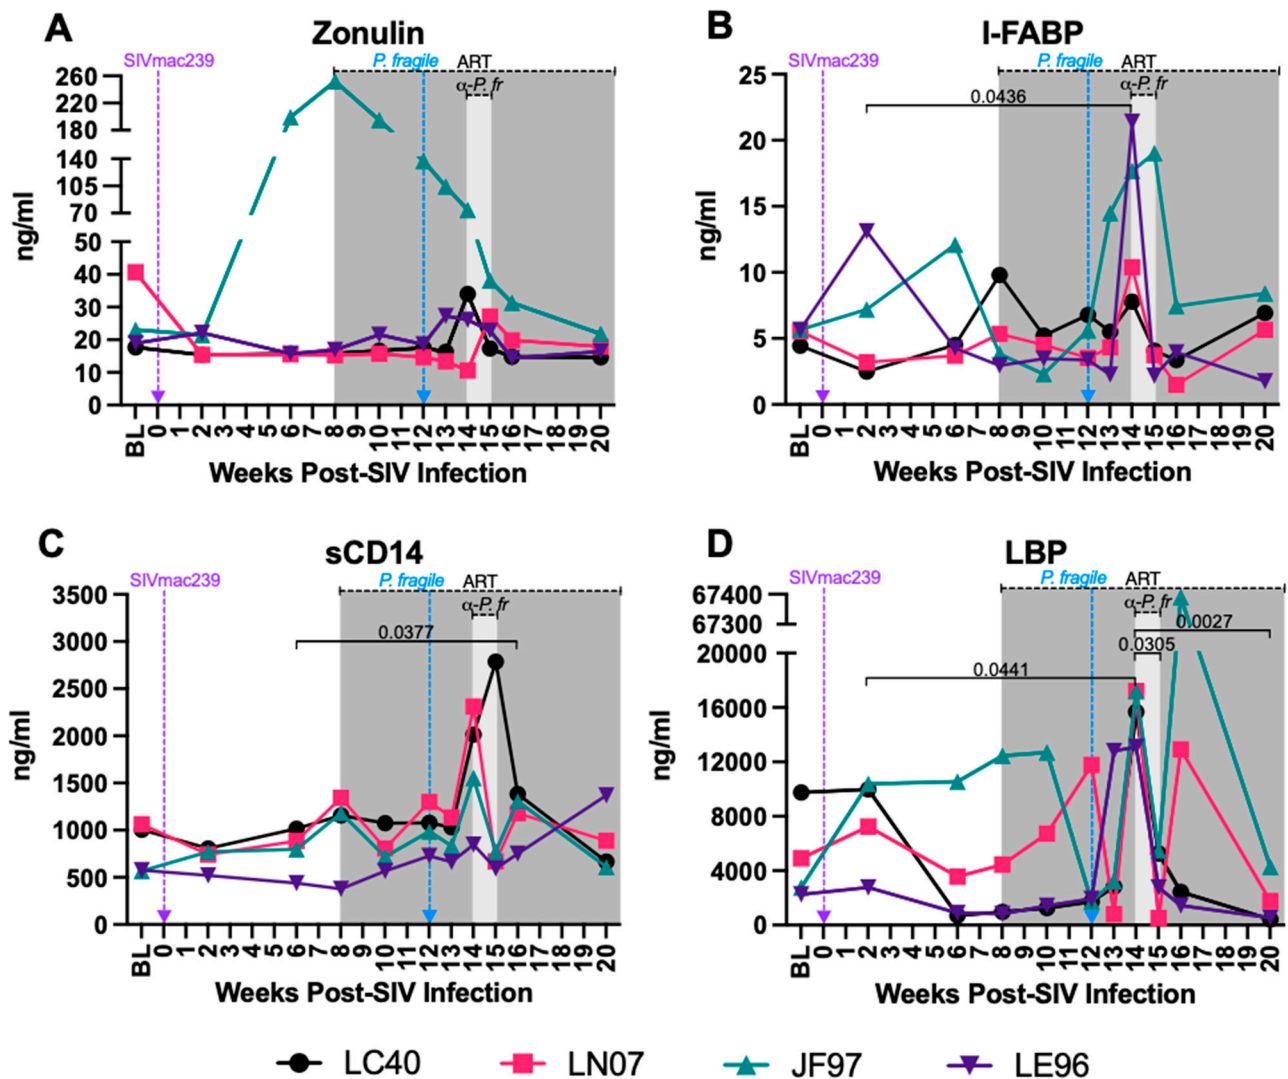 A
Zonulin
SIVmac239
P. fragile
ART
α-P. fr
260
220
180
140
105
70
50
40
30
20
10
0
ng/ml
BL 0 1 2 3 4 5 6 7 8 9 10 11 12 13 14 15 16 17 18 19 20
Weeks Post-SIV Infection
B
I-FABP
SIVmac239
P. fragile
ART
α-P. fr
0.0436
25
20
15
10
5
0
ng/ml
BL 0 1 2 3 4 5 6 7 8 9 10 11 12 13 14 15 16 17 18 19 20
Weeks Post-SIV Infection
C
sCD14
SIVmac239
P. fragile
ART
α-P. fr
0.0377
3500
3000
2500
2000
1500
1000
500
0
ng/ml
BL 0 1 2 3 4 5 6 7 8 9 10 11 12 13 14 15 16 17 18 19 20
Weeks Post-SIV Infection
D
LBP
SIVmac239
P. fragile
ART
α-P. fr
0.0027
0.0305
0.0441
67400
67300
20000
16000
12000
8000
4000
0
ng/ml
BL 0 1 2 3 4 5 6 7 8 9 10 11 12 13 14 15 16 17 18 19 20
Weeks Post-SIV Infection
LC40 LN07 JF97 LE96